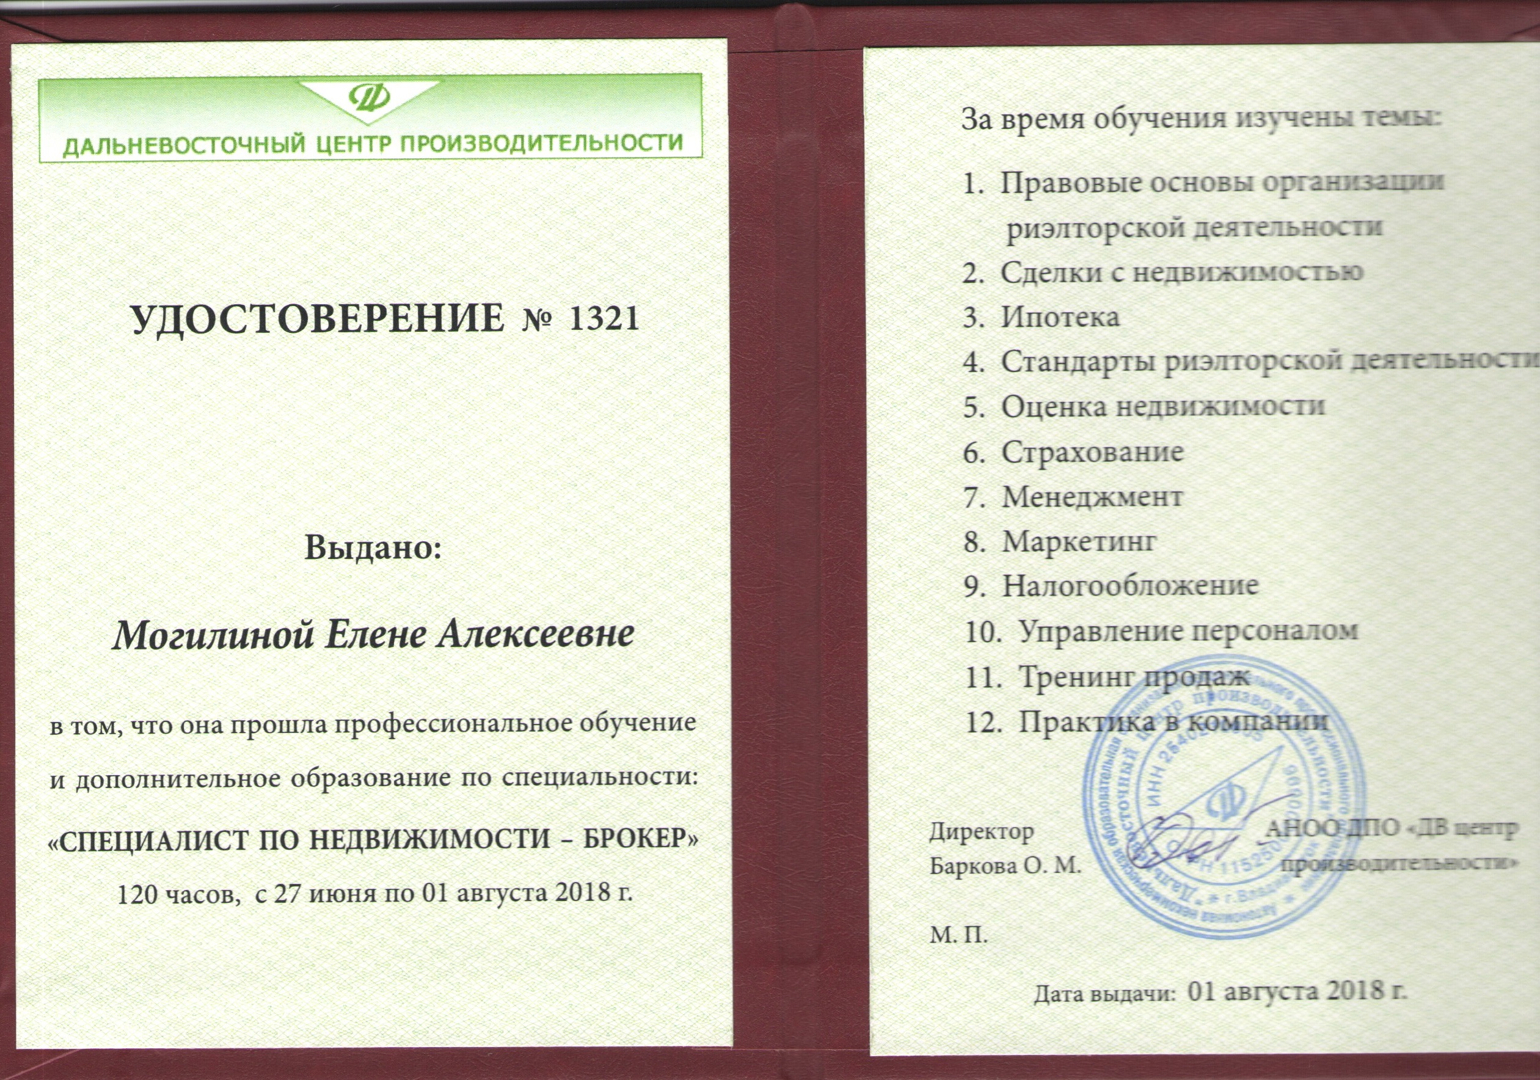 ДАЛЬНЕВОСТОЧНЫЙ ЦЕНТР ПРОИЗВОДИТЕЛЬНОСТИ
УДОСТОВЕРЕНИЕ № 1321
Выдано:
Могилиной Елене Алексеевне
в том, что она прошла профессиональное обучение
и дополнительное образование по специальности:
«СПЕЦИАЛИСТ ПО НЕДВИЖИМОСТИ – БРОКЕР»
120 часов, с 27 июня по 01 августа 2018 г.
За время обучения изучены темы:
1. Правовые основы организации
риэлторской деятельности
2. Сделки с недвижимостью
3. Ипотека
4. Стандарты риэлторской деятельности
5. Оценка недвижимости
6. Страхование
7. Менеджмент
8. Маркетинг
9. Налогообложение
10. Управление персоналом
11. Тренинг продаж
12. Практика в компании
Директор АНОО ДПО «ДВ центр
Баркова О. М. производительности»
М. П.
Дата выдачи: 01 августа 2018 г.